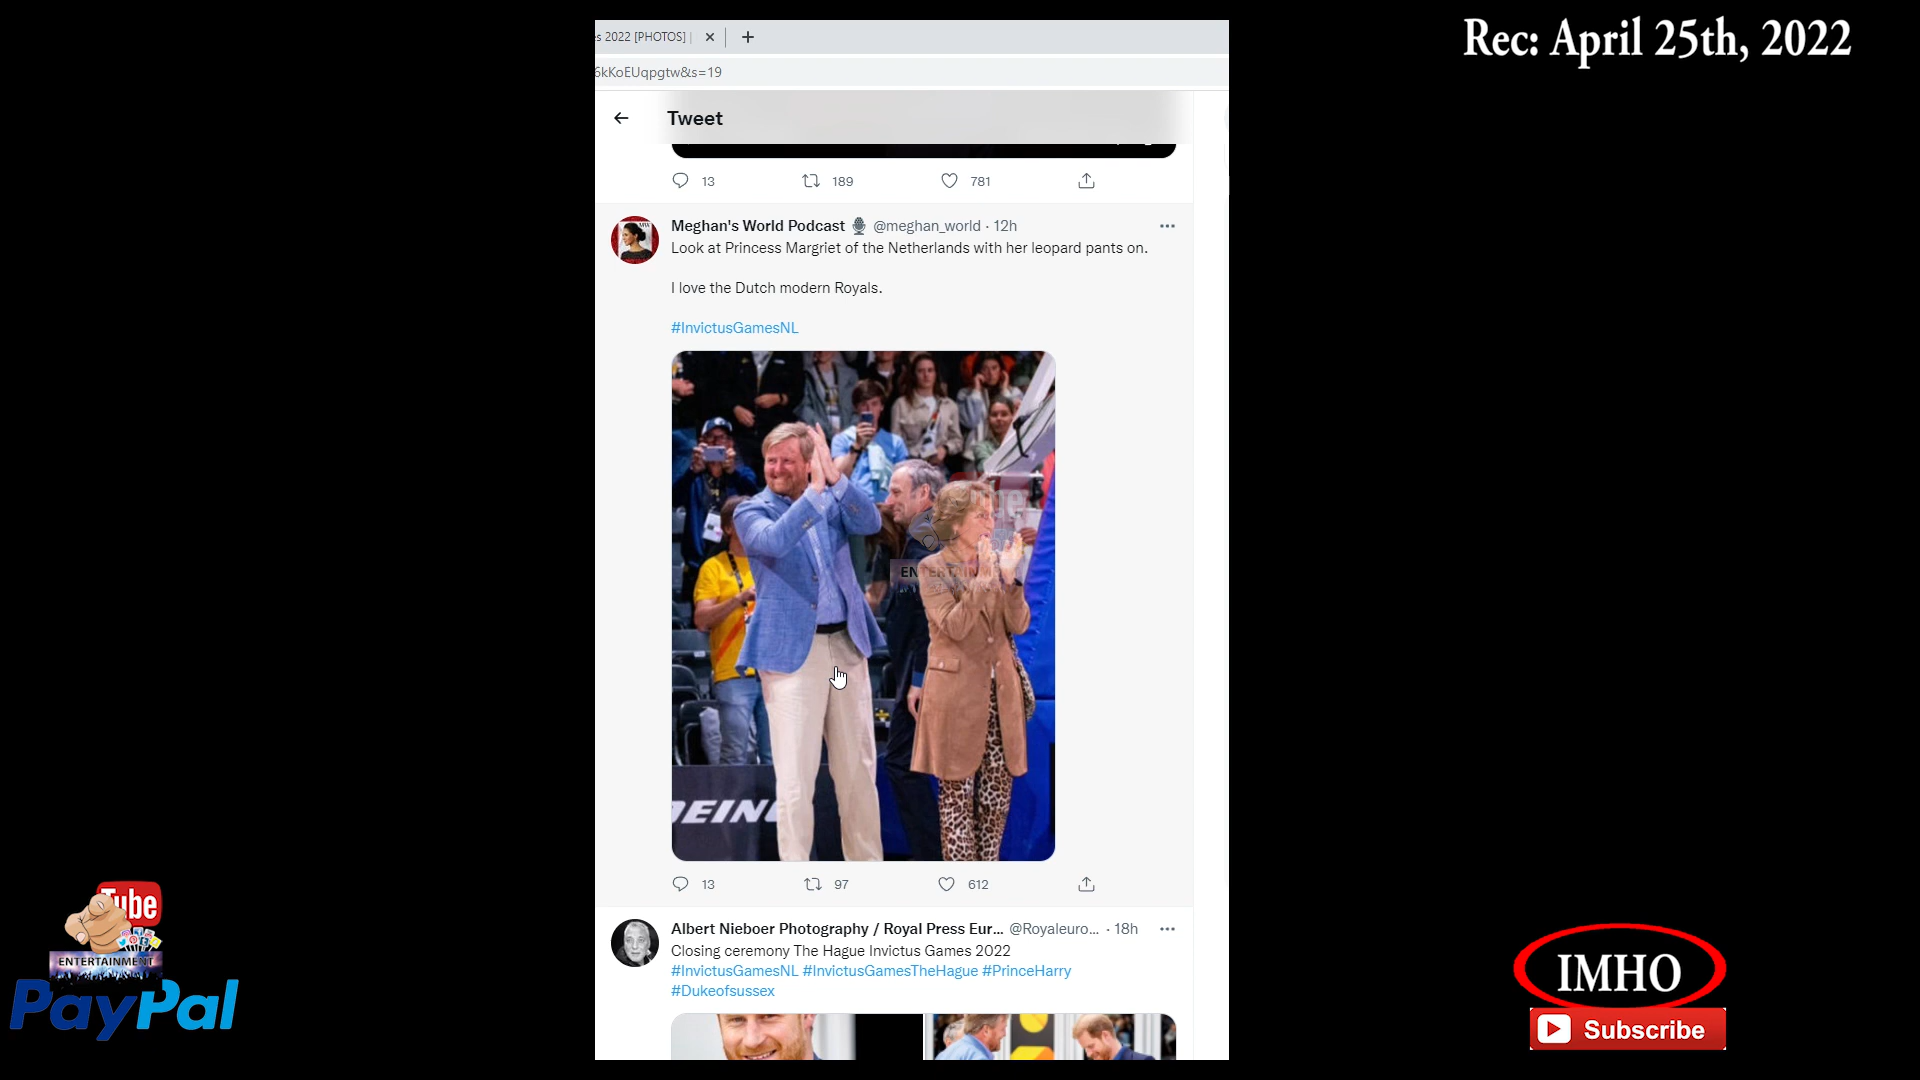 s 2022 [PHOTOS] |
6kKoEUqpgtw&s=19
Rec: April 25th, 2022
Tweet
13 189 781
Meghan's World Podcast @meghan_world · 12h
Look at Princess Margriet of the Netherlands with her leopard pants on.
I love the Dutch modern Royals.
#InvictusGamesNL
ENTERTAIN
OEING
13 97 612
Albert Nieboer Photography / Royal Press Eur... @Royaleuro... · 18h
Closing ceremony The Hague Invictus Games 2022
#InvictusGamesNL #InvictusGamesTheHague #PrinceHarry
#Dukeofsussex
Tube
ENTERTAINMENT
PayPal
IMHO
Subscribe